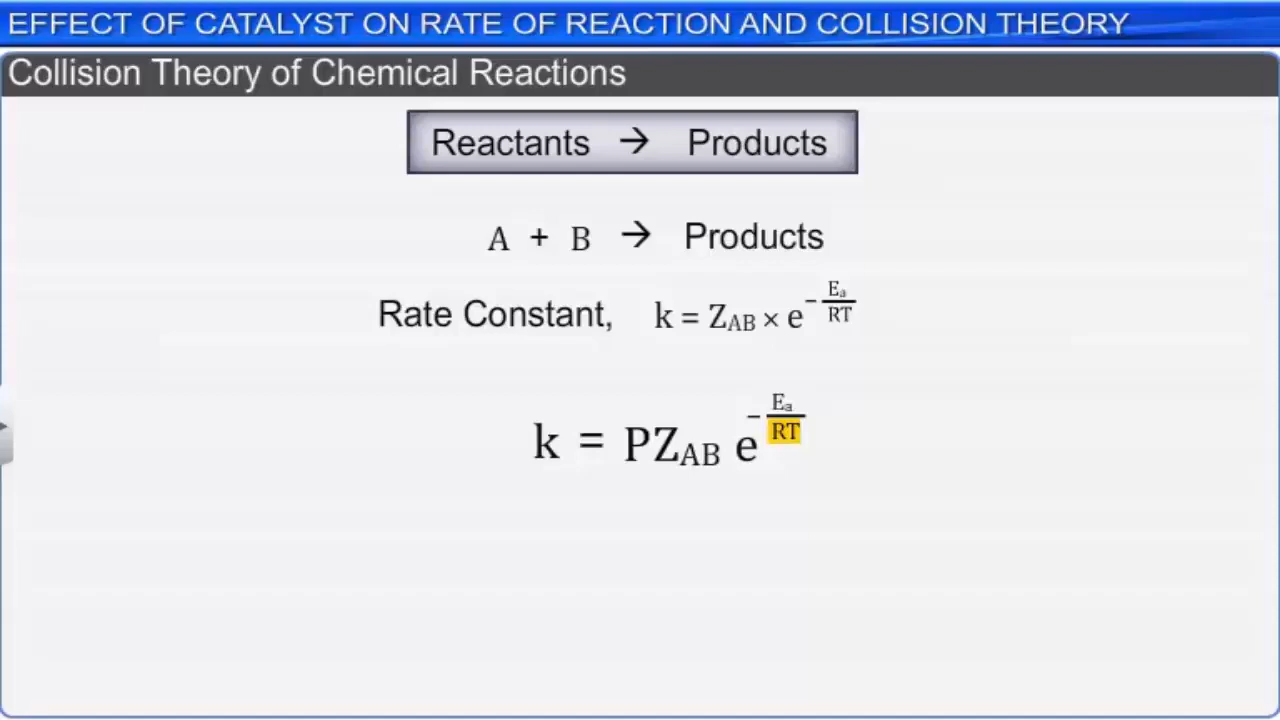 EFFECT OF CATALYST ON RATE OF REACTION AND COLLISION THEORY
Collision Theory of Chemical Reactions
Reactants → Products
A + B → Products
Rate Constant, k = Z_AB × e^(−Ea/RT)
k = PZ_AB e^(−Ea/RT)